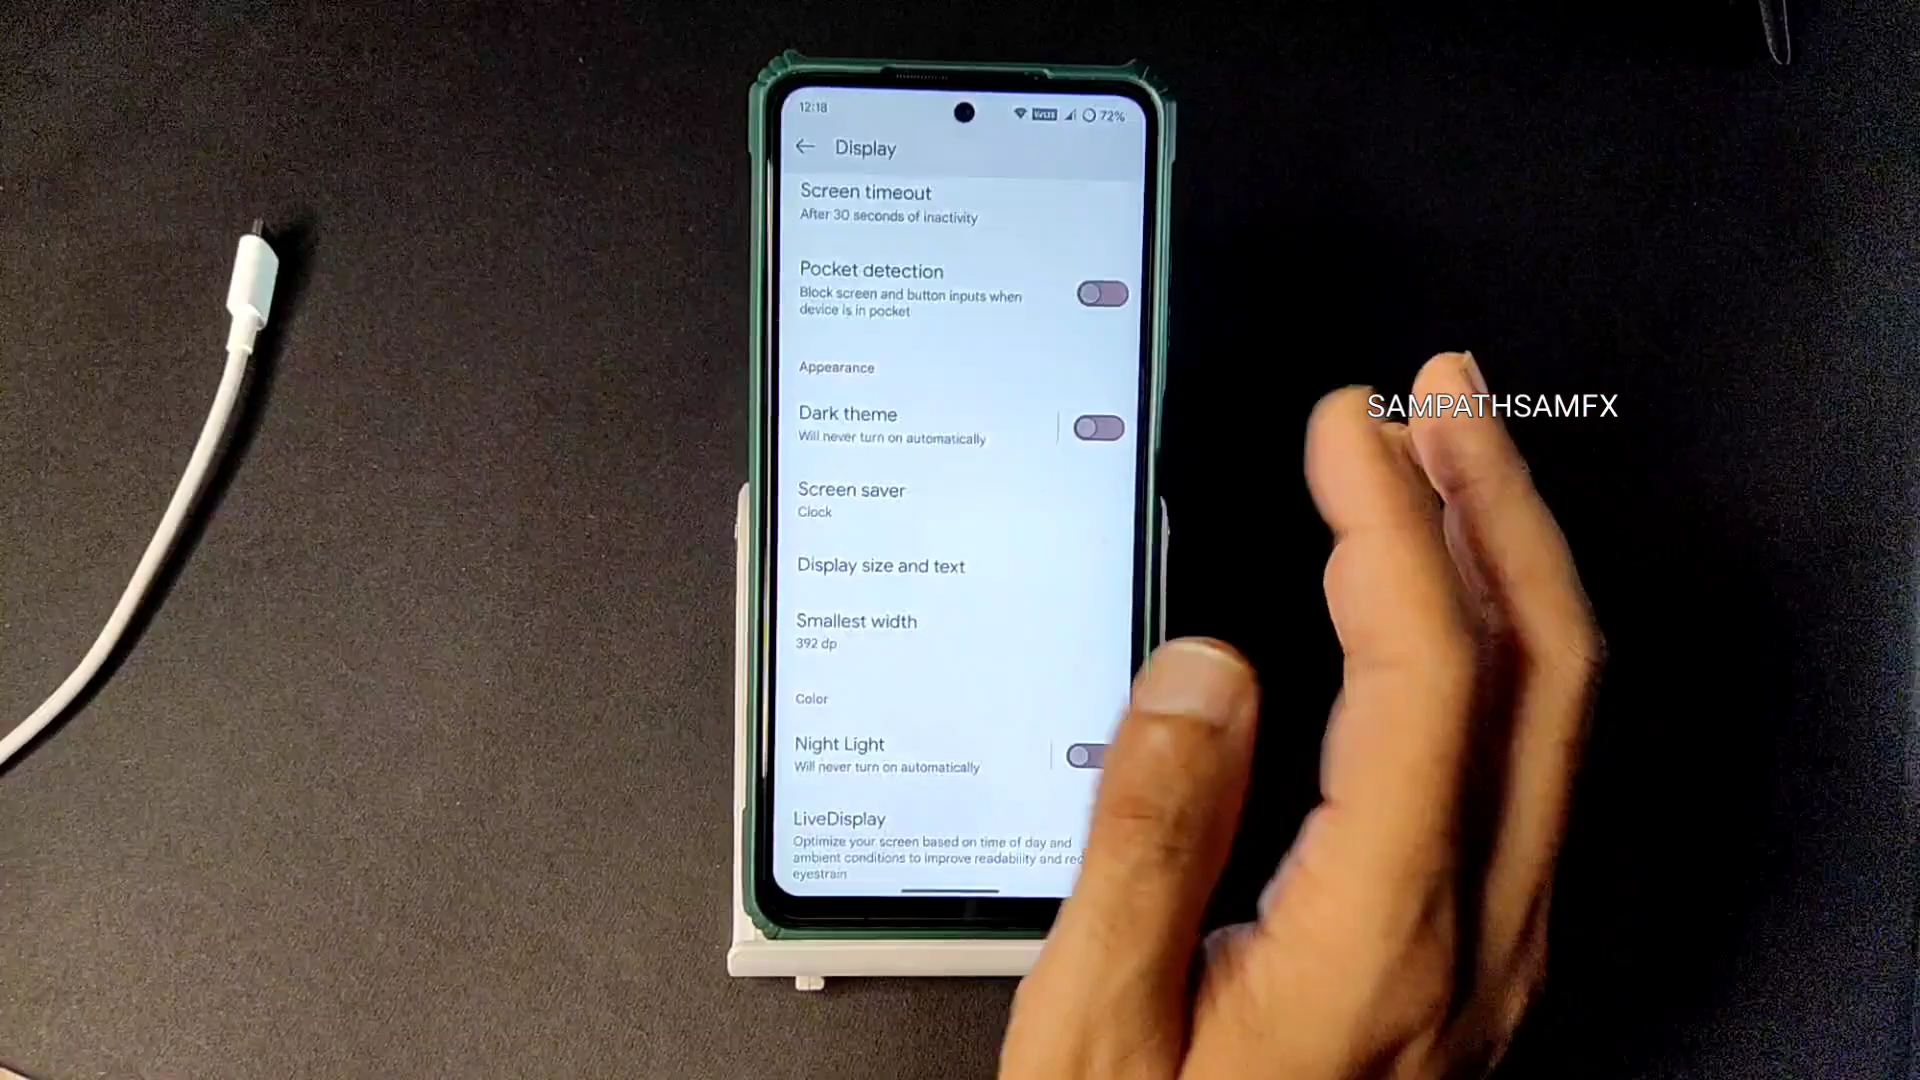 12:18
VoLTE
72%
Display
Screen timeout
After 30 seconds of inactivity
Pocket detection
Block screen and button inputs when
device is in pocket
Appearance
Dark theme
Will never turn on automatically
Screen saver
Clock
Display size and text
Smallest width
392 dp
Color
Night Light
Will never turn on automatically
LiveDisplay
Optimize your screen based on time of day and
ambient conditions to improve readability and
eyestrain
SAMPATHSAMFX